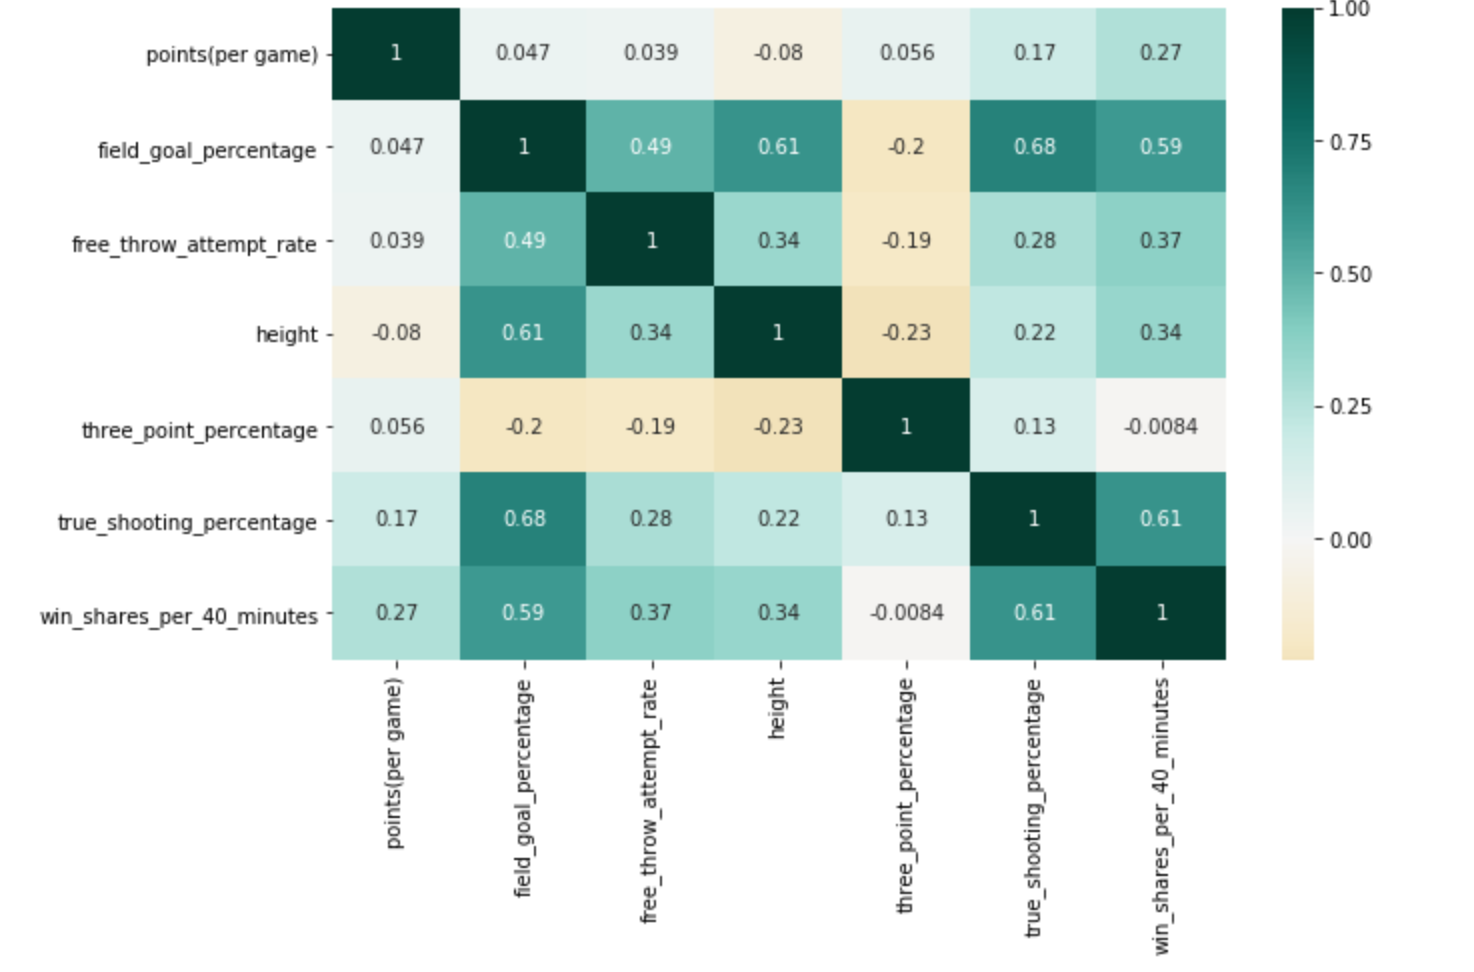 points(per game) 1 0.047 0.039 -0.08 0.056 0.17 0.27
field_goal_percentage 0.047 1 0.49 0.61 -0.2 0.68 0.59
free_throw_attempt_rate 0.039 0.49 1 0.34 -0.19 0.28 0.37
height -0.08 0.61 0.34 1 -0.23 0.22 0.34
three_point_percentage 0.056 -0.2 -0.19 -0.23 1 0.13 -0.0084
true_shooting_percentage 0.17 0.68 0.28 0.22 0.13 1 0.61
win_shares_per_40_minutes 0.27 0.59 0.37 0.34 -0.0084 0.61 1
points(per game)
field_goal_percentage
free_throw_attempt_rate
height
three_point_percentage
true_shooting_percentage
win_shares_per_40_minutes
1.00
0.75
0.50
0.25
0.00